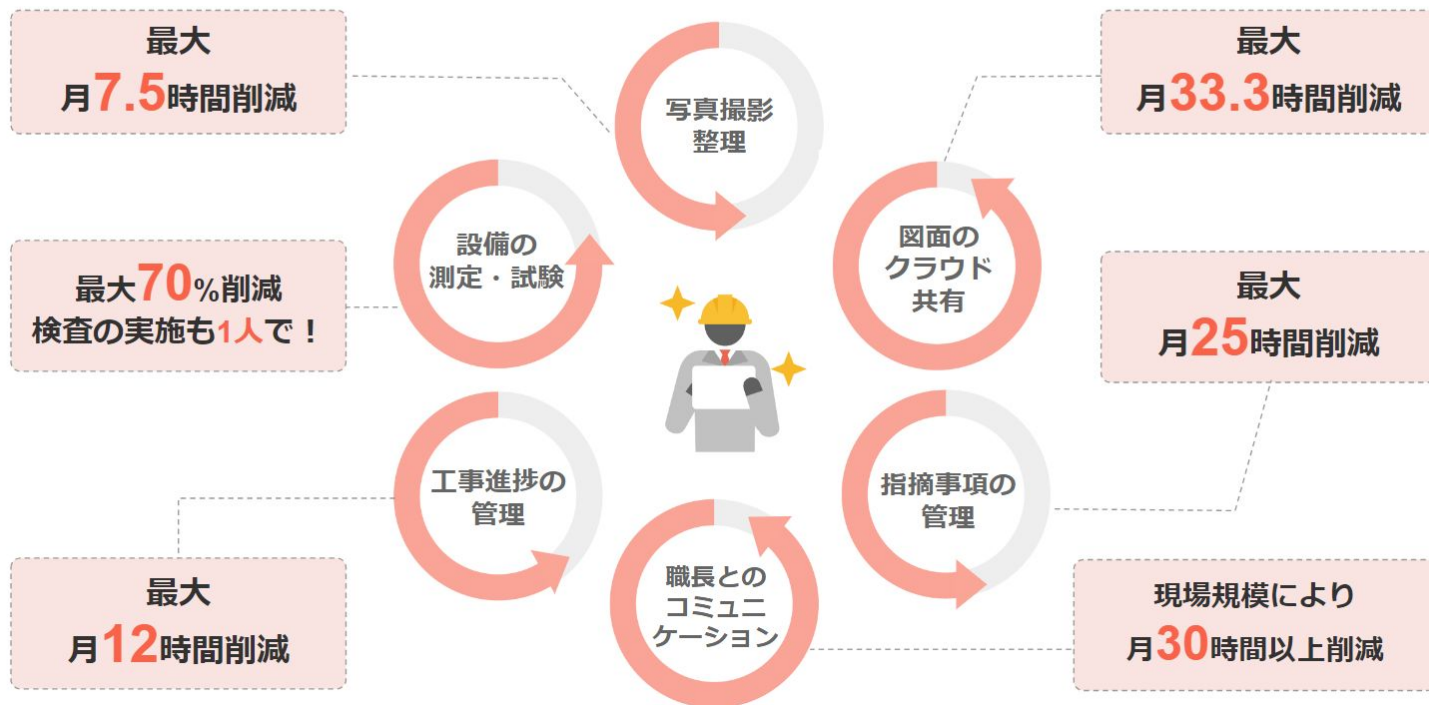 最大
月7.5時間削減
写真撮影
整理
最大
月33.3時間削減
設備の
測定・試験
図面の
クラウド
共有
最大70%削減
検査の実施も1人で！
最大
月25時間削減
工事進捗の
管理
指摘事項の
管理
最大
月12時間削減
職長との
コミュニ
ケーション
現場規模により
月30時間以上削減